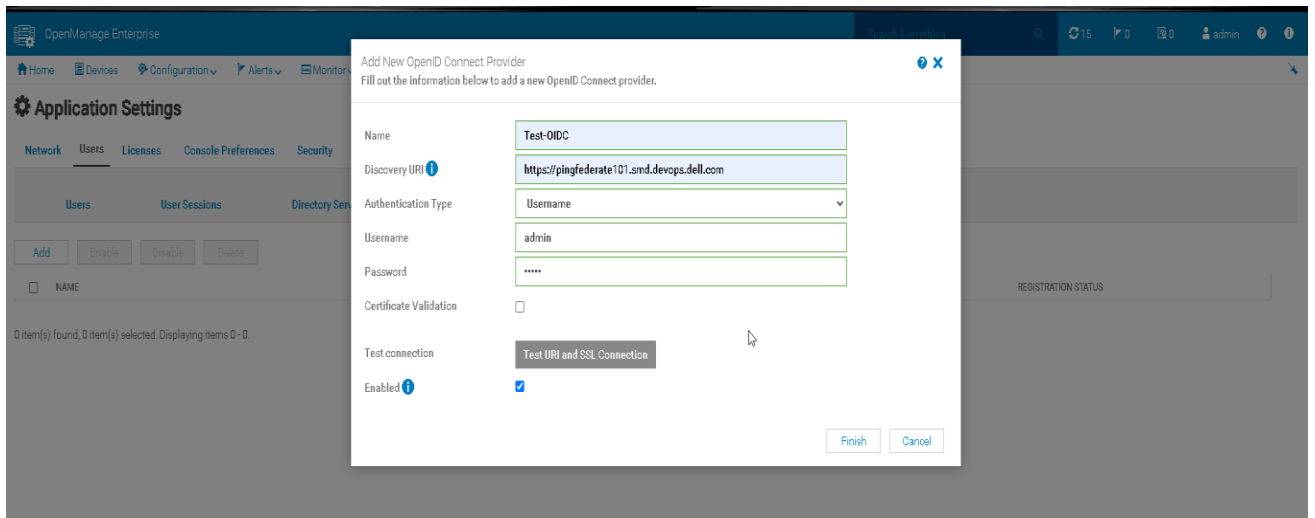 OpenManage Enterprise
Search Everything
15
0
0
admin
Home
Devices
Configuration
Alerts
Monitor
Application Settings
Network
Users
Licenses
Console Preferences
Security
Users
User Sessions
Directory Serv
Add
Enable
Disable
Delete
NAME
REGISTRATION STATUS
0 item(s) found, 0 item(s) selected. Displaying items 0 - 0.
Add New OpenID Connect Provider
Fill out the information below to add a new OpenID Connect provider.
Name
Test-OIDC
Discovery URI
https://pingfederate101.smd.devops.dell.com
Authentication Type
Username
Username
admin
Password
•••••
Certificate Validation
Test connection
Test URI and SSL Connection
Enabled
Finish
Cancel